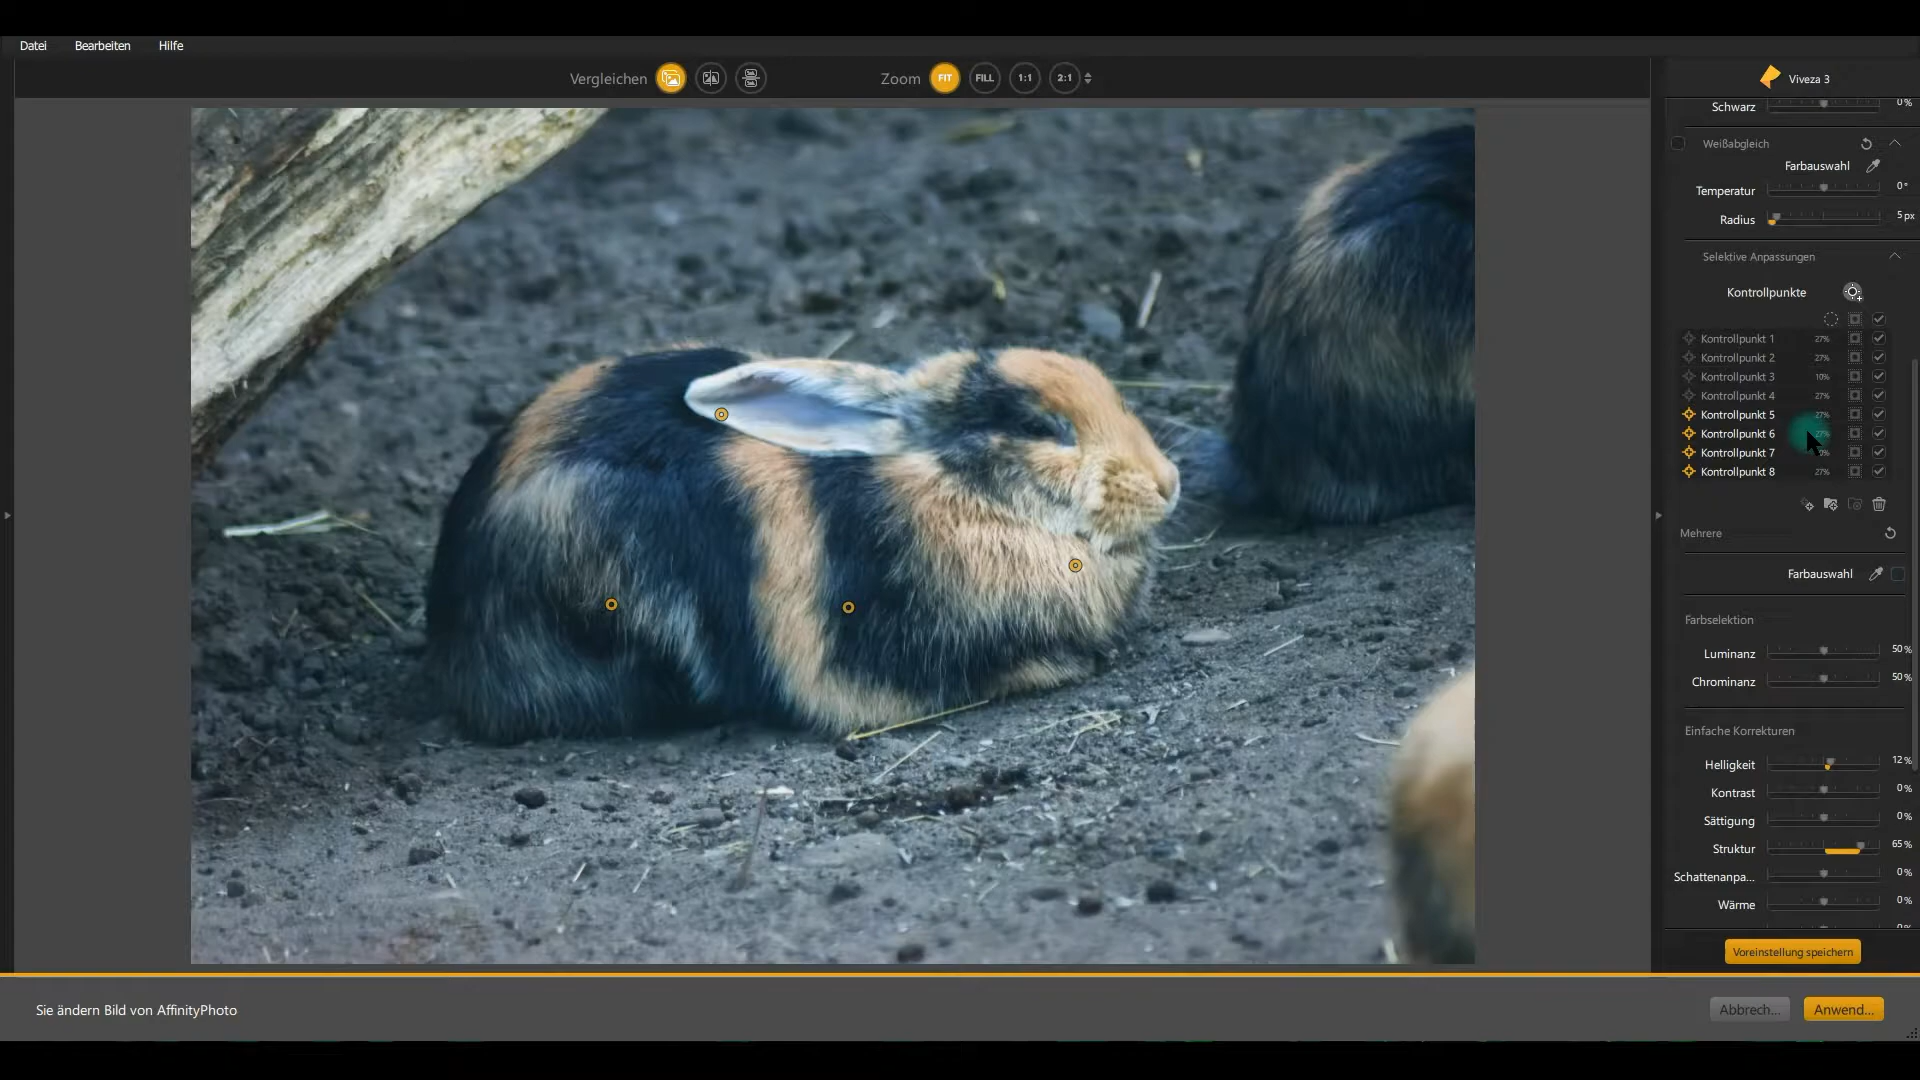 Datei Bearbeiten Hilfe
Vergleichen Zoom FIT FILL 1:1 2:1
Viveza 3
Schwarz 0%
Weißabgleich
Farbauswahl
Temperatur 0°
Radius 5 px
Selektive Anpassungen
Kontrollpunkte
Kontrollpunkt 1 27%
Kontrollpunkt 2 27%
Kontrollpunkt 3 10%
Kontrollpunkt 4 27%
Kontrollpunkt 5 27%
Kontrollpunkt 6 27%
Kontrollpunkt 7
Kontrollpunkt 8 27%
Mehrere
Farbauswahl
Farbselektion
Luminanz 50%
Chrominanz 50%
Einfache Korrekturen
Helligkeit 12%
Kontrast 0%
Sättigung 0%
Struktur 65%
Schattenanpa... 0%
Wärme 0%
Voreinstellung speichern
Sie ändern Bild von AffinityPhoto
Abbrech... Anwend...